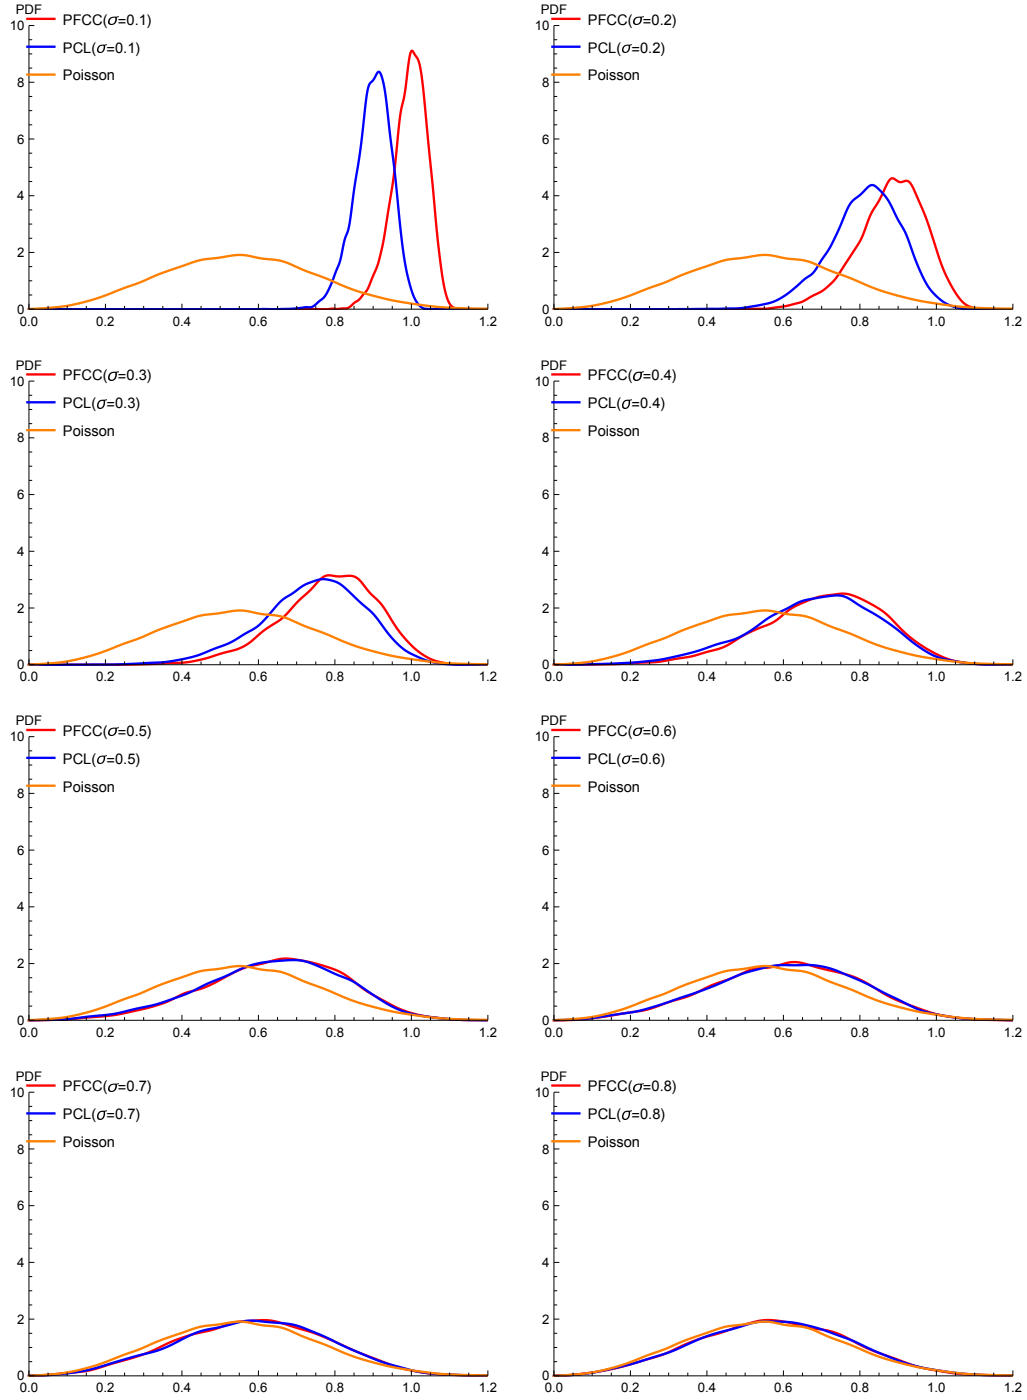 PDF
10
8
6
4
2
0
PFCC(σ=0.1)
PCL(σ=0.1)
Poisson
0.0 0.2 0.4 0.6 0.8 1.0 1.2
PDF
10
8
6
4
2
0
PFCC(σ=0.2)
PCL(σ=0.2)
Poisson
0.0 0.2 0.4 0.6 0.8 1.0 1.2
PDF
10
8
6
4
2
0
PFCC(σ=0.3)
PCL(σ=0.3)
Poisson
0.0 0.2 0.4 0.6 0.8 1.0 1.2
PDF
10
8
6
4
2
0
PFCC(σ=0.4)
PCL(σ=0.4)
Poisson
0.0 0.2 0.4 0.6 0.8 1.0 1.2
PDF
10
8
6
4
2
0
PFCC(σ=0.5)
PCL(σ=0.5)
Poisson
0.0 0.2 0.4 0.6 0.8 1.0 1.2
PDF
10
8
6
4
2
0
PFCC(σ=0.6)
PCL(σ=0.6)
Poisson
0.0 0.2 0.4 0.6 0.8 1.0 1.2
PDF
10
8
6
4
2
0
PFCC(σ=0.7)
PCL(σ=0.7)
Poisson
0.0 0.2 0.4 0.6 0.8 1.0 1.2
PDF
10
8
6
4
2
0
PFCC(σ=0.8)
PCL(σ=0.8)
Poisson
0.0 0.2 0.4 0.6 0.8 1.0 1.2